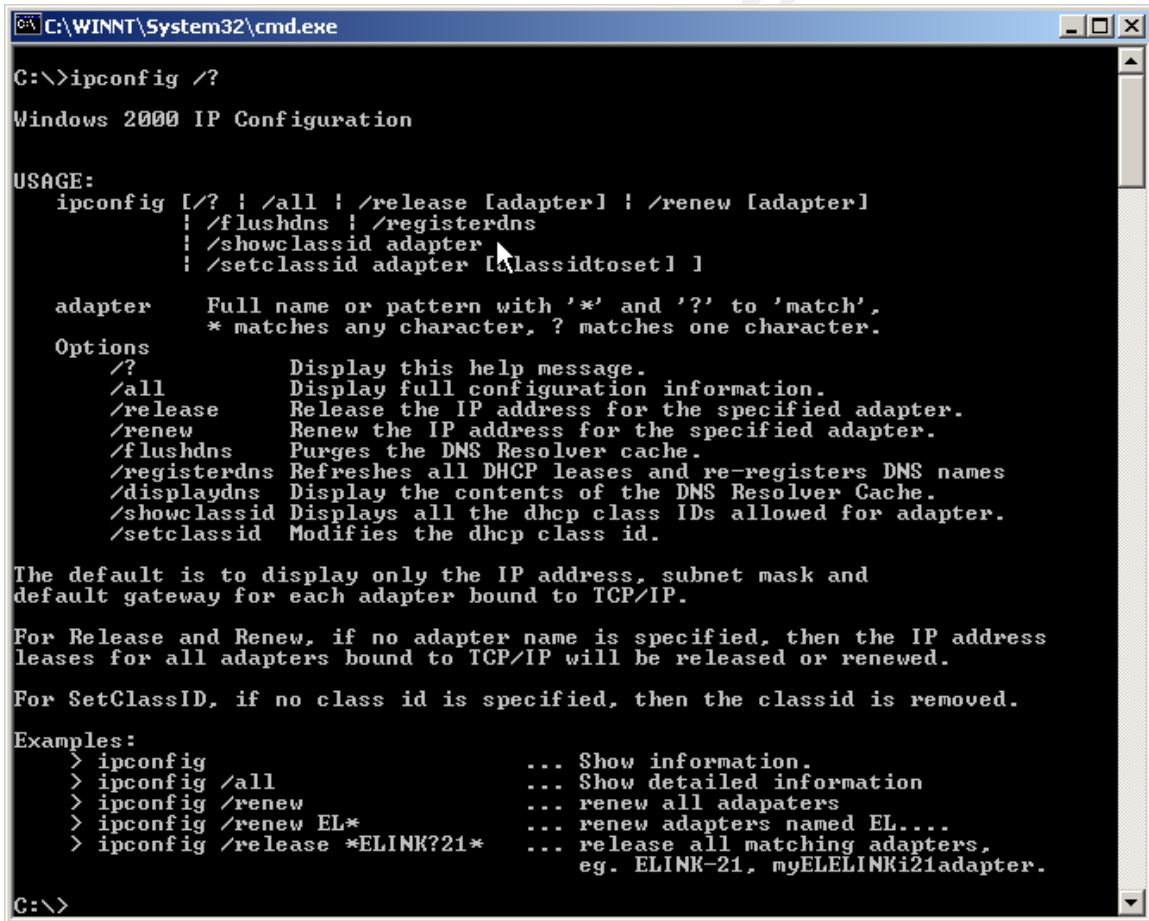 C:\WINNT\System32\cmd.exe
C:\>ipconfig /?
Windows 2000 IP Configuration
USAGE:
ipconfig [/? | /all | /release [adapter] | /renew [adapter]
| /flushdns | /registerdns
| /showclassid adapter
| /setclassid adapter [classidtoset] ]
adapter Full name or pattern with '*' and '?' to 'match',
* matches any character, ? matches one character.
Options
/? Display this help message.
/all Display full configuration information.
/release Release the IP address for the specified adapter.
/renew Renew the IP address for the specified adapter.
/flushdns Purges the DNS Resolver cache.
/registerdns Refreshes all DHCP leases and re-registers DNS names
/displaydns Display the contents of the DNS Resolver Cache.
/showclassid Displays all the dhcp class IDs allowed for adapter.
/setclassid Modifies the dhcp class id.
The default is to display only the IP address, subnet mask and
default gateway for each adapter bound to TCP/IP.
For Release and Renew, if no adapter name is specified, then the IP address
leases for all adapters bound to TCP/IP will be released or renewed.
For SetClassID, if no class id is specified, then the classid is removed.
Examples:
> ipconfig ... Show information.
> ipconfig /all ... Show detailed information
> ipconfig /renew ... renew all adapaters
> ipconfig /renew EL* ... renew adapters named EL....
> ipconfig /release *ELINK?21* ... release all matching adapters,
eg. ELINK-21, myELELINKi21adapter.
C:\>